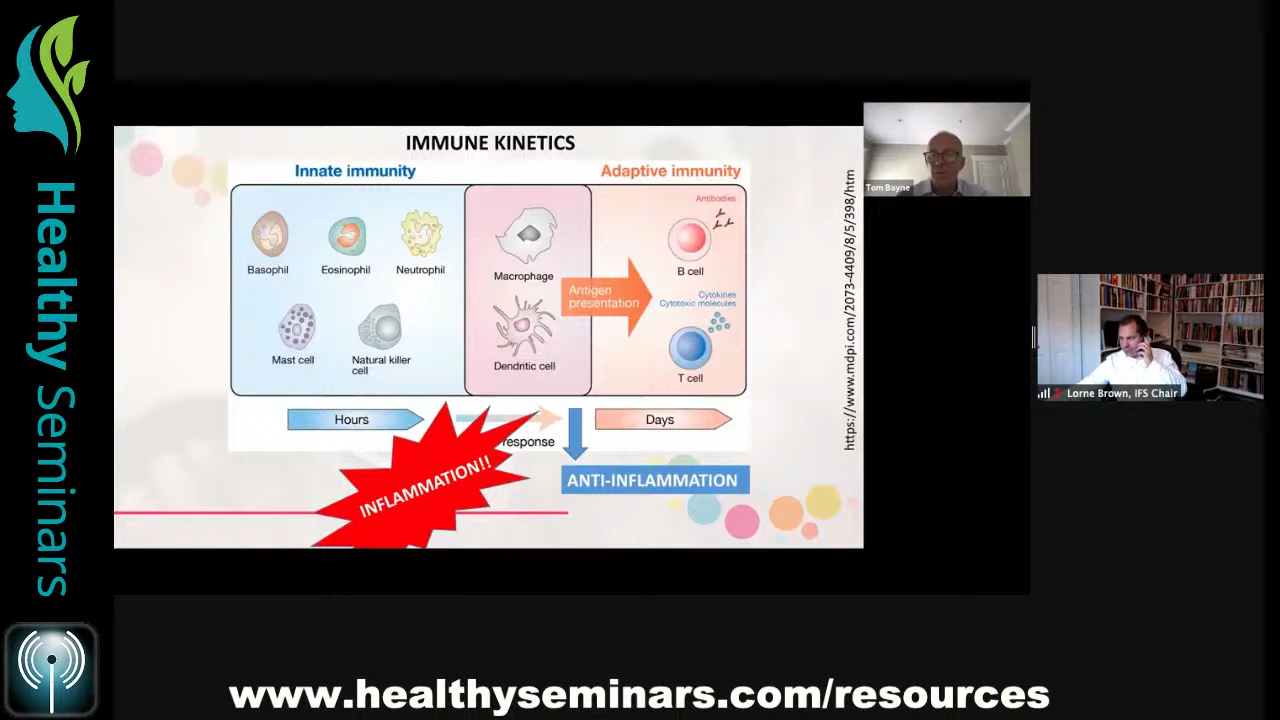 Healthy Seminars
IMMUNE KINETICS
Innate immunity
Adaptive immunity
Antibodies
Basophil
Eosinophil
Neutrophil
Macrophage
B cell
Antigen
presentation
Cytokines
Cytotoxic molecules
Mast cell
Natural killer
cell
Dendritic cell
T cell
Hours
response
Days
INFLAMMATION!!
ANTI-INFLAMMATION
https://www.mdpi.com/2073-4409/8/5/398/htm
Tom Bayne
Lorne Brown, IFS Chair
www.healthyseminars.com/resources